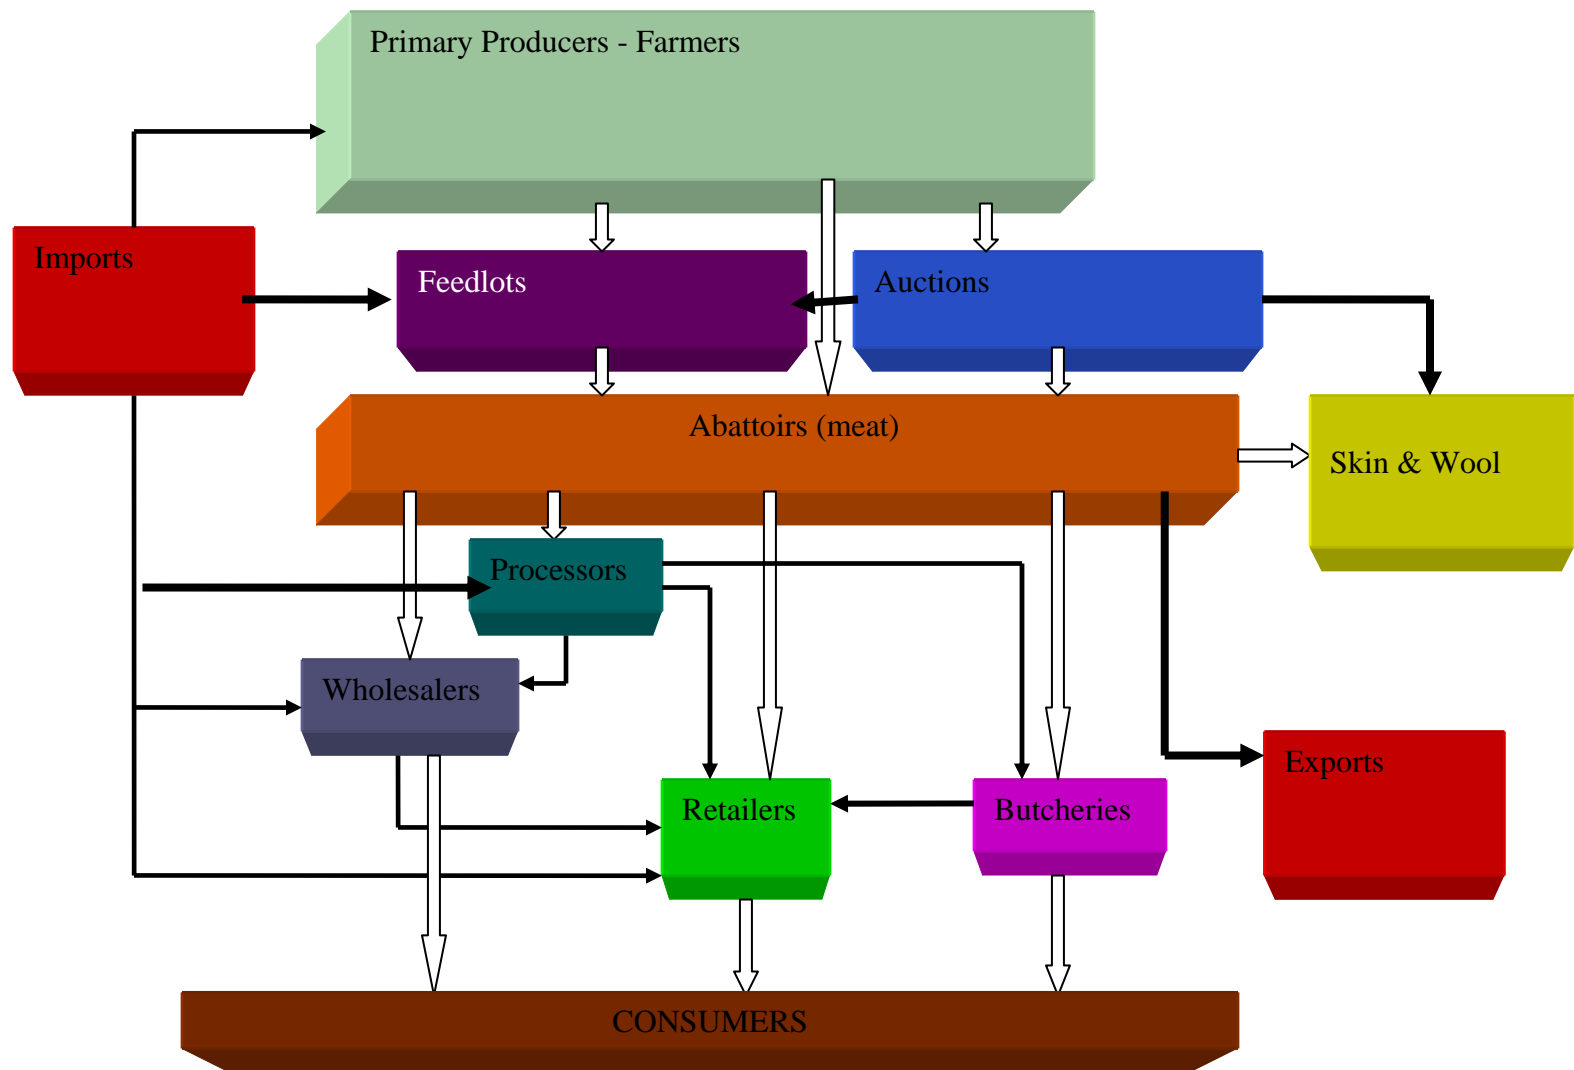 Primary Producers - Farmers
Imports
Feedlots
Auctions
Abattoirs (meat)
Skin & Wool
Processors
Wholesalers
Retailers
Butcheries
Exports
CONSUMERS